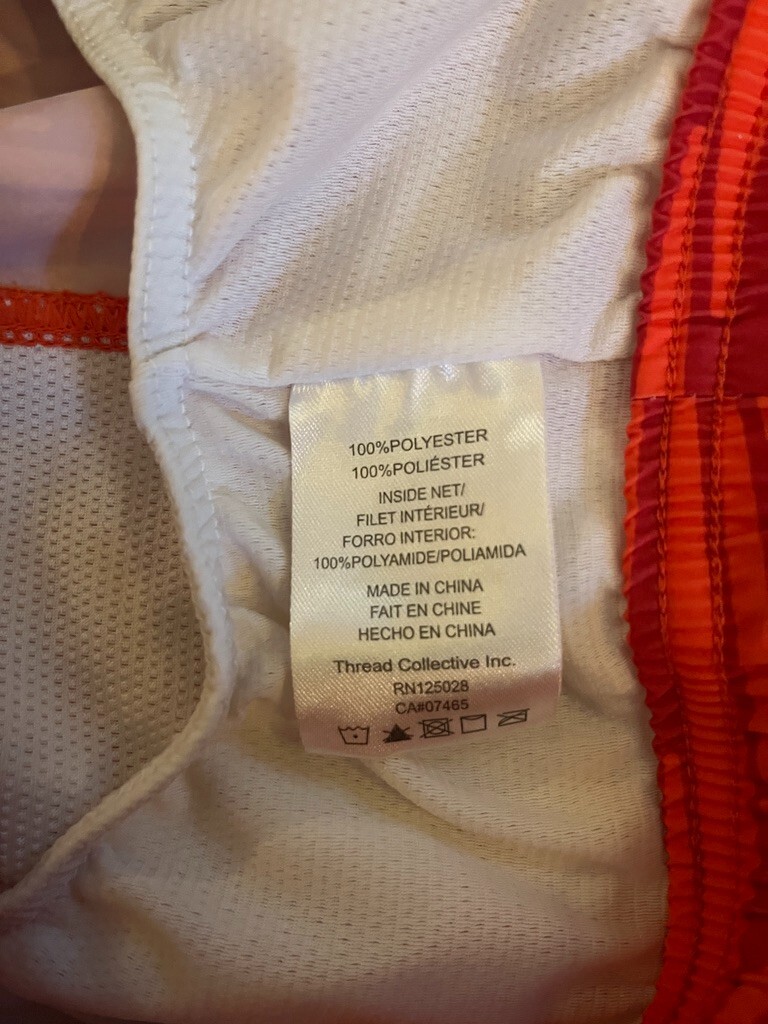 100%POLYESTER
100%POLIÉSTER
INSIDE NET/
FILET INTÉRIEUR/
FORRO INTERIOR:
100%POLYAMIDE/POLIAMIDA
MADE IN CHINA
FAIT EN CHINE
HECHO EN CHINA
Thread Collective Inc.
RN125028
CA#07465